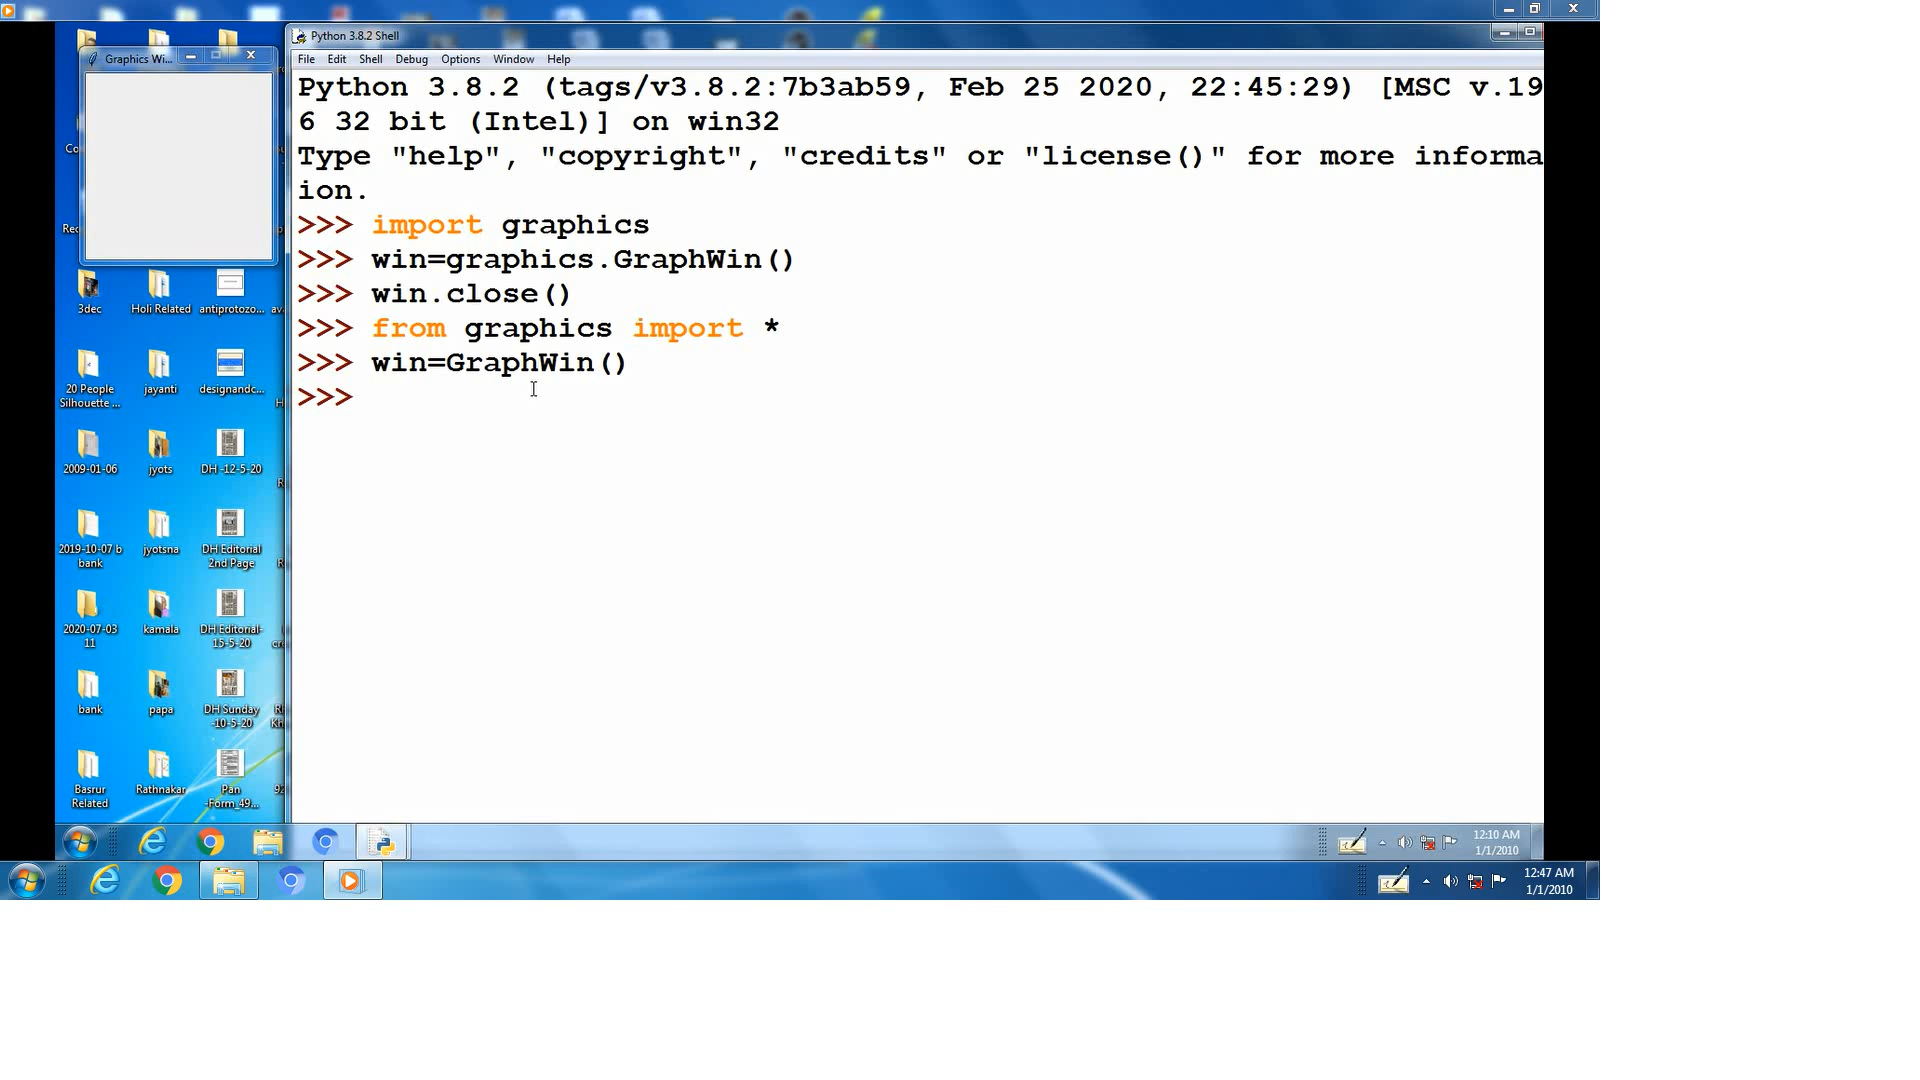 Graphics Wi...
Python 3.8.2 Shell
File Edit Shell Debug Options Window Help
Python 3.8.2 (tags/v3.8.2:7b3ab59, Feb 25 2020, 22:45:29) [MSC v.19
6 32 bit (Intel)] on win32
Type "help", "copyright", "credits" or "license()" for more informa
ion.
>>> import graphics
>>> win=graphics.GraphWin()
>>> win.close()
>>> from graphics import *
>>> win=GraphWin()
>>>
Co
Rec
3dec
Holi Related
antiprotozo...
20 People
Silhouette ...
jayanti
designandc...
2009-01-06
jyots
DH -12-5-20
2019-10-07 b
bank
jyotsna
DH Editorial
2nd Page
2020-07-03
11
kamala
DH Editorial-
15-5-20
bank
papa
DH Sunday
-10-5-20
Basrur
Related
Rathnakar
Pan
-Form_49...
12:10 AM
1/1/2010
12:47 AM
1/1/2010